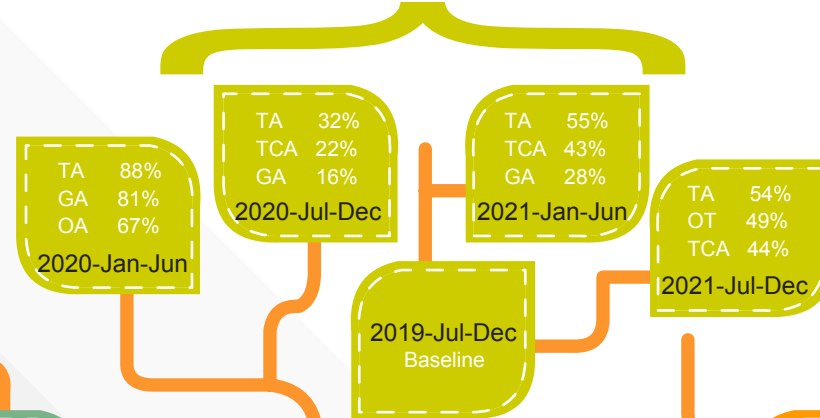 TA 88%
GA 81%
OA 67%
2020-Jan-Jun
TA 32%
TCA 22%
GA 16%
2020-Jul-Dec
TA 55%
TCA 43%
GA 28%
2021-Jan-Jun
TA 54%
OT 49%
TCA 44%
2021-Jul-Dec
2019-Jul-Dec
Baseline